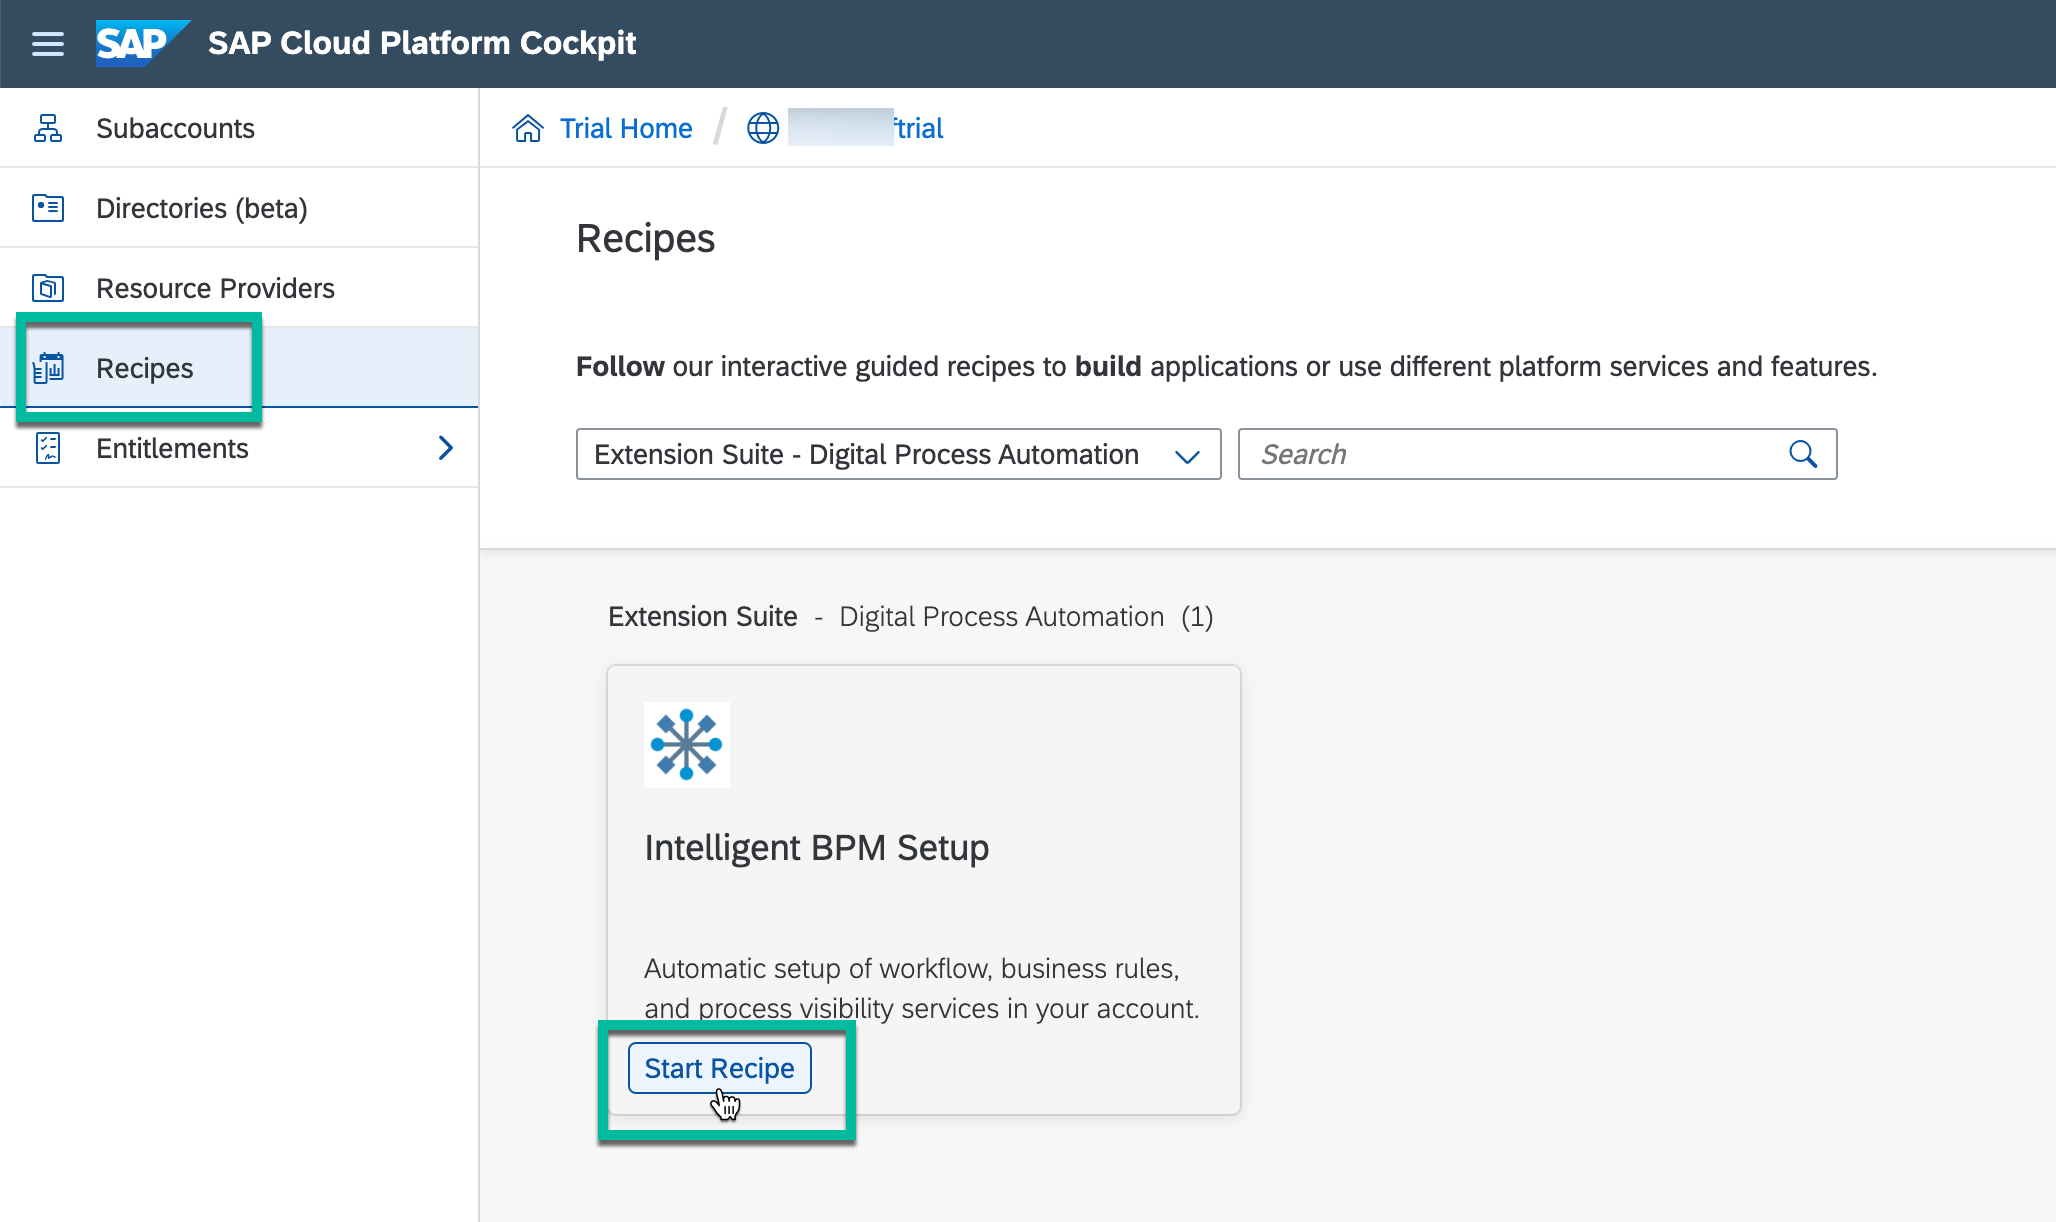 SAP SAP Cloud Platform Cockpit
Subaccounts
Directories (beta)
Resource Providers
Recipes
Entitlements
Trial Home / trial
Recipes
Follow our interactive guided recipes to build applications or use different platform services and features.
Extension Suite - Digital Process Automation
Search
Extension Suite - Digital Process Automation (1)
Intelligent BPM Setup
Automatic setup of workflow, business rules,
and process visibility services in your account.
Start Recipe